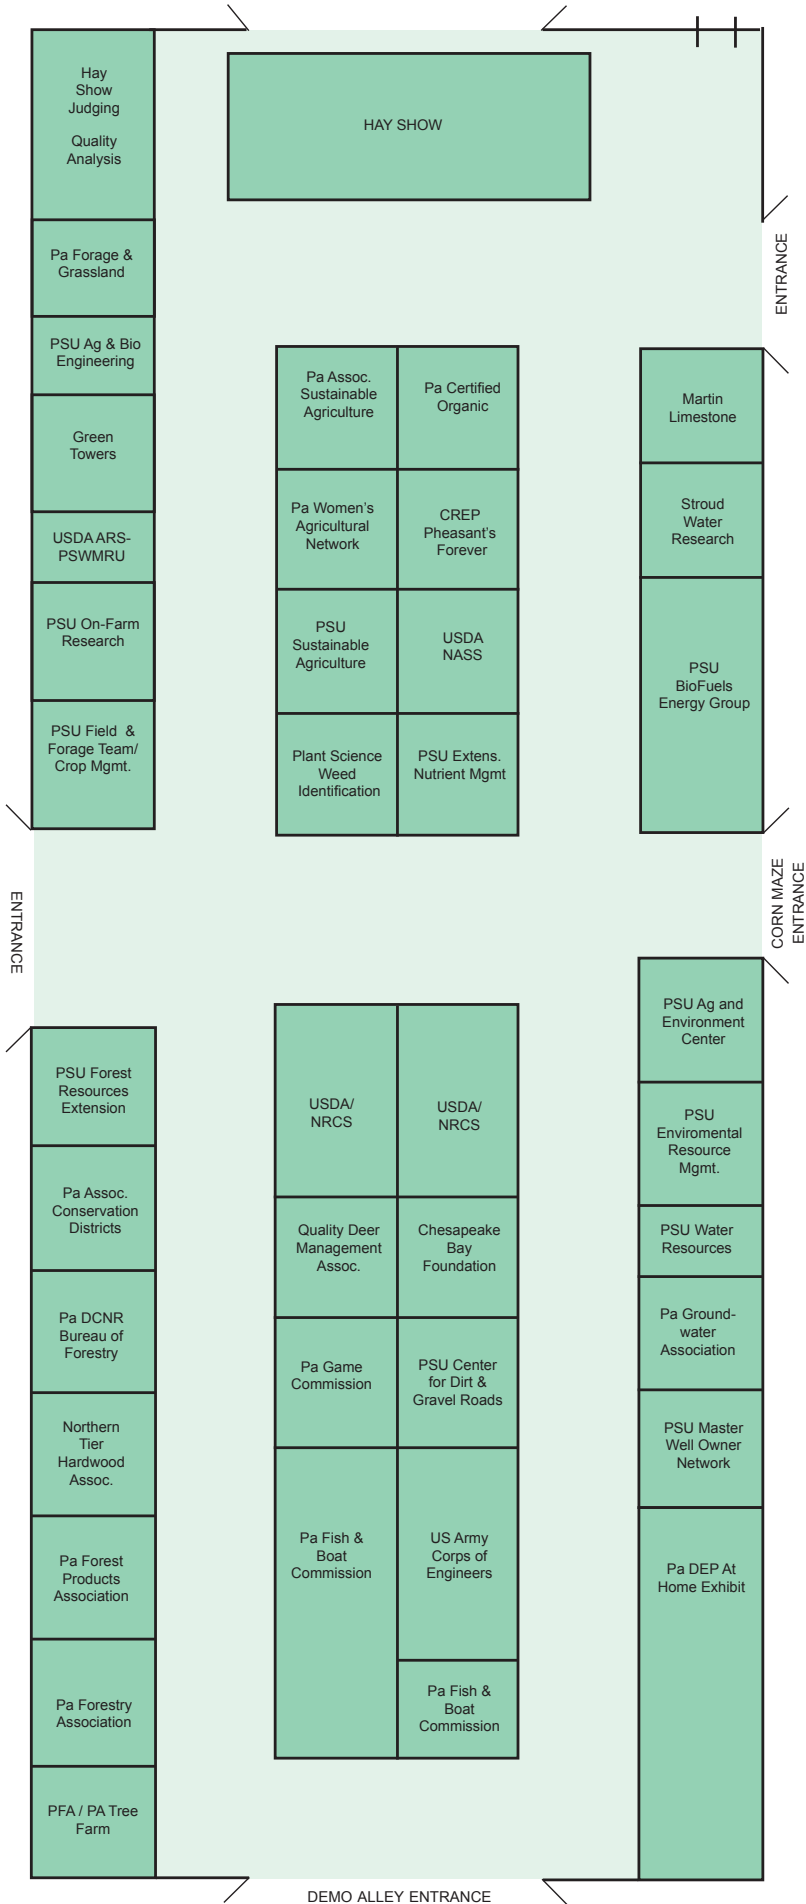 Hay
Show
Judging
Quality
Analysis
HAY SHOW
Pa Forage &
Grassland
ENTRANCE
PSU Ag & Bio
Engineering
Green
Towers
USDA ARS-
PSWMRU
PSU On-Farm
Research
PSU Field &
Forage Team/
Crop Mgmt.
Pa Assoc.
Sustainable
Agriculture
Pa Certified
Organic
Pa Women's
Agricultural
Network
CREP
Pheasant's
Forever
PSU
Sustainable
Agriculture
USDA
NASS
Plant Science
Weed
Identification
PSU Extens.
Nutrient Mgmt
Martin
Limestone
Stroud
Water
Research
PSU
BioFuels
Energy Group
ENTRANCE
CORN MAZE
ENTRANCE
PSU Forest
Resources
Extension
Pa Assoc.
Conservation
Districts
Pa DCNR
Bureau of
Forestry
Northern
Tier
Hardwood
Assoc.
Pa Forest
Products
Association
Pa Forestry
Association
PFA / PA Tree
Farm
USDA/
NRCS
USDA/
NRCS
Quality Deer
Management
Assoc.
Chesapeake
Bay
Foundation
Pa Game
Commission
PSU Center
for Dirt &
Gravel Roads
Pa Fish &
Boat
Commission
US Army
Corps of
Engineers
Pa Fish &
Boat
Commission
PSU Ag and
Environment
Center
PSU
Enviromental
Resource
Mgmt.
PSU Water
Resources
Pa Ground-
water
Association
PSU Master
Well Owner
Network
Pa DEP At
Home Exhibit
DEMO ALLEY ENTRANCE